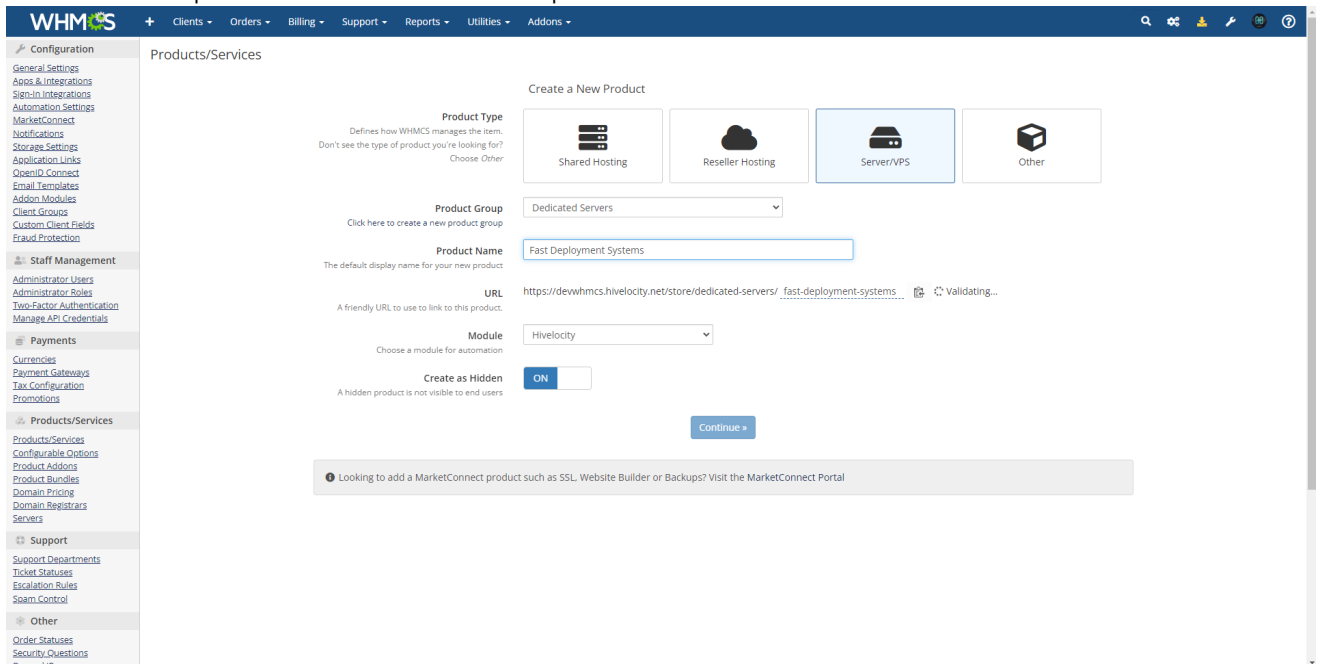 WHMCS
+ Clients Orders Billing Support Reports Utilities Addons
Configuration
General Settings
Apps & Integrations
Sign-In Integrations
Automation Settings
MarketConnect
Notifications
Storage Settings
Application Links
OpenID Connect
Email Templates
Addon Modules
Client Groups
Custom Client Fields
Fraud Protection
Staff Management
Administrator Users
Administrator Roles
Two-Factor Authentication
Manage API Credentials
Payments
Currencies
Payment Gateways
Tax Configuration
Promotions
Products/Services
Products/Services
Configurable Options
Product Addons
Product Bundles
Domain Pricing
Domain Registrars
Servers
Support
Support Departments
Ticket Statuses
Escalation Rules
Spam Control
Other
Order Statuses
Security Questions
Products/Services
Create a New Product
Product Type
Defines how WHMCS manages the item.
Don't see the type of product you're looking for?
Choose Other
Shared Hosting
Reseller Hosting
Server/VPS
Other
Product Group
Click here to create a new product group
Dedicated Servers
Product Name
The default display name for your new product
Fast Deployment Systems
URL
A friendly URL to use to link to this product.
https://devwhmcs.hivelocity.net/store/dedicated-servers/ fast-deployment-systems Validating...
Module
Choose a module for automation
Hivelocity
Create as Hidden
A hidden product is not visible to end users
ON
Continue »
Looking to add a MarketConnect product such as SSL, Website Builder or Backups? Visit the MarketConnect Portal